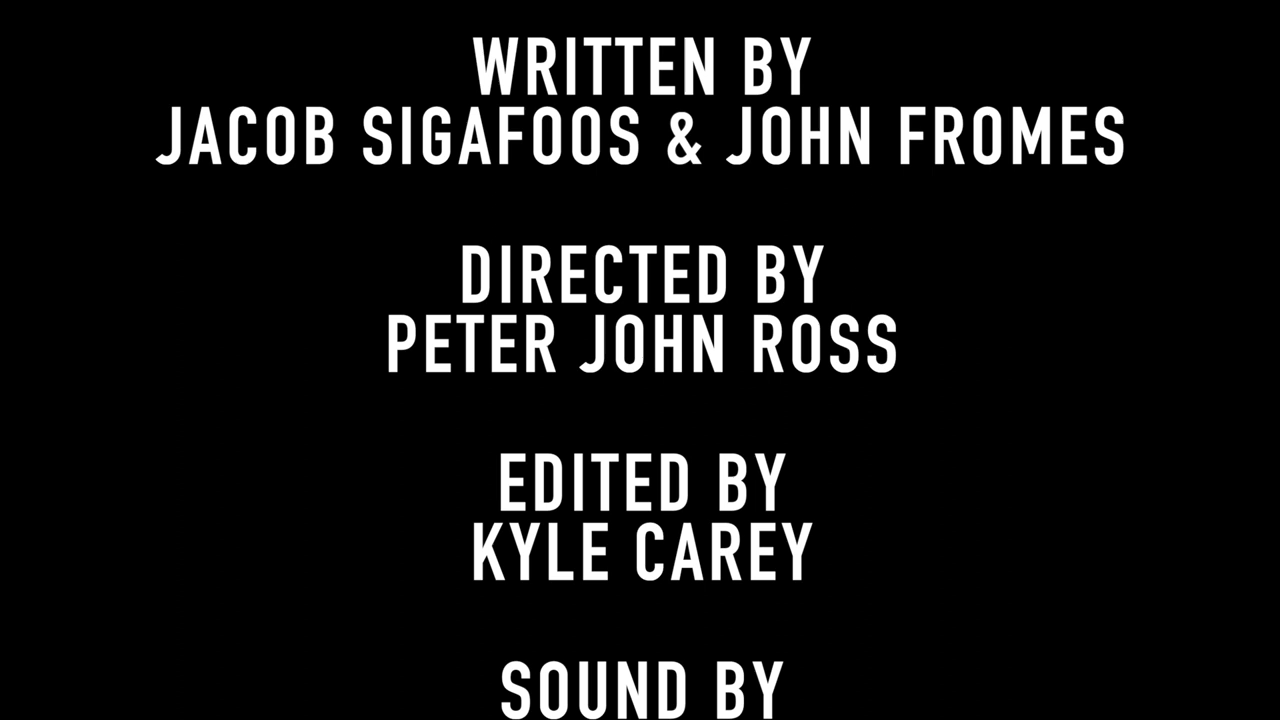 WRITTEN BY
JACOB SIGAFOOS & JOHN FROMES
DIRECTED BY
PETER JOHN ROSS
EDITED BY
KYLE CAREY
SOUND BY